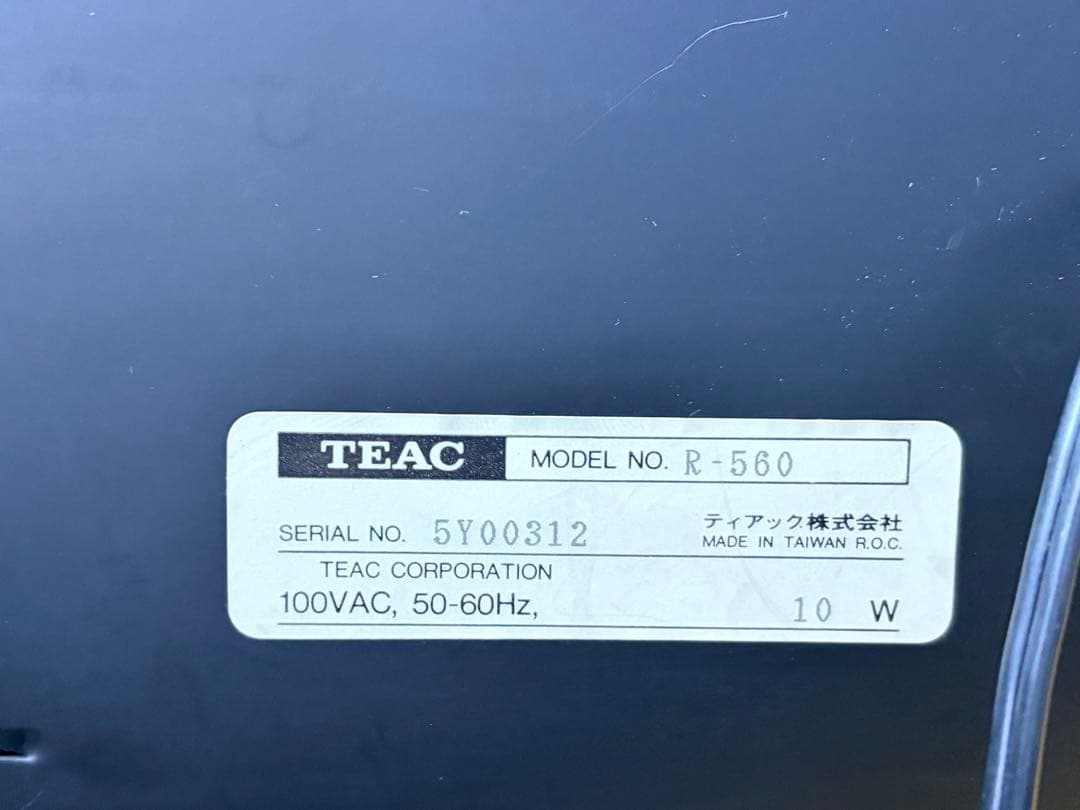 TEAC MODEL NO. R-560
SERIAL NO. 5Y00312 ティアック株式会社
MADE IN TAIWAN R.O.C.
TEAC CORPORATION
100VAC, 50-60Hz, 10 W